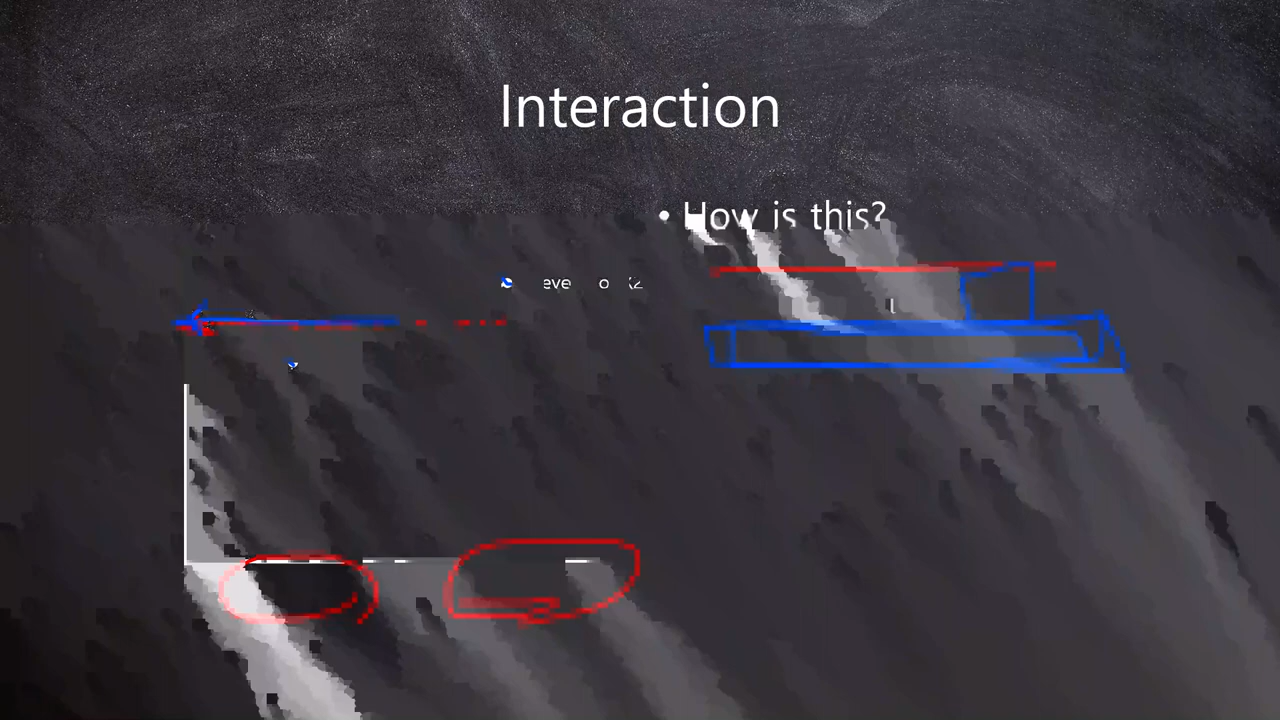 Interaction
• How is this?